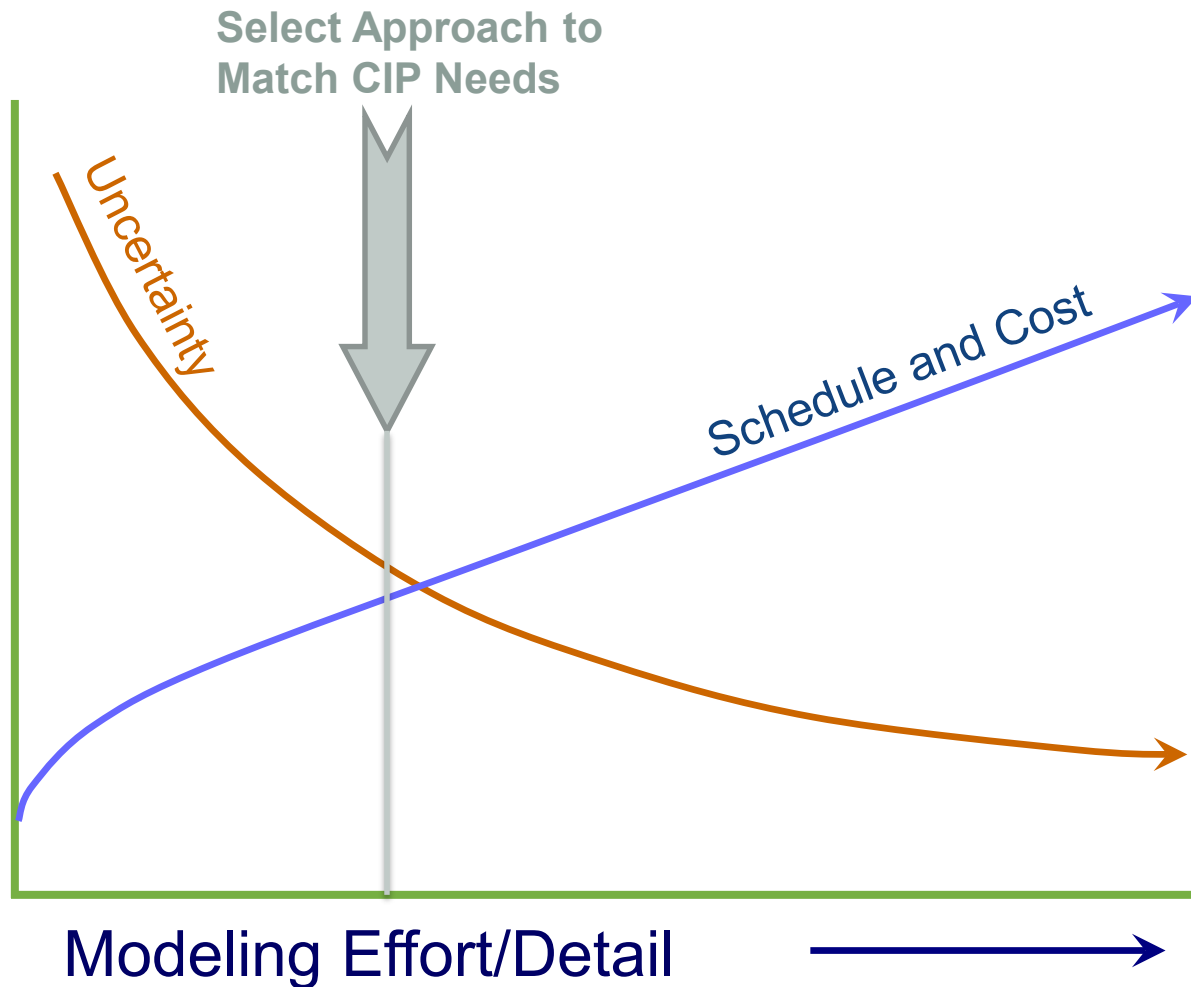 Select Approach to
Match CIP Needs
Uncertainty
Schedule and Cost
Modeling Effort/Detail